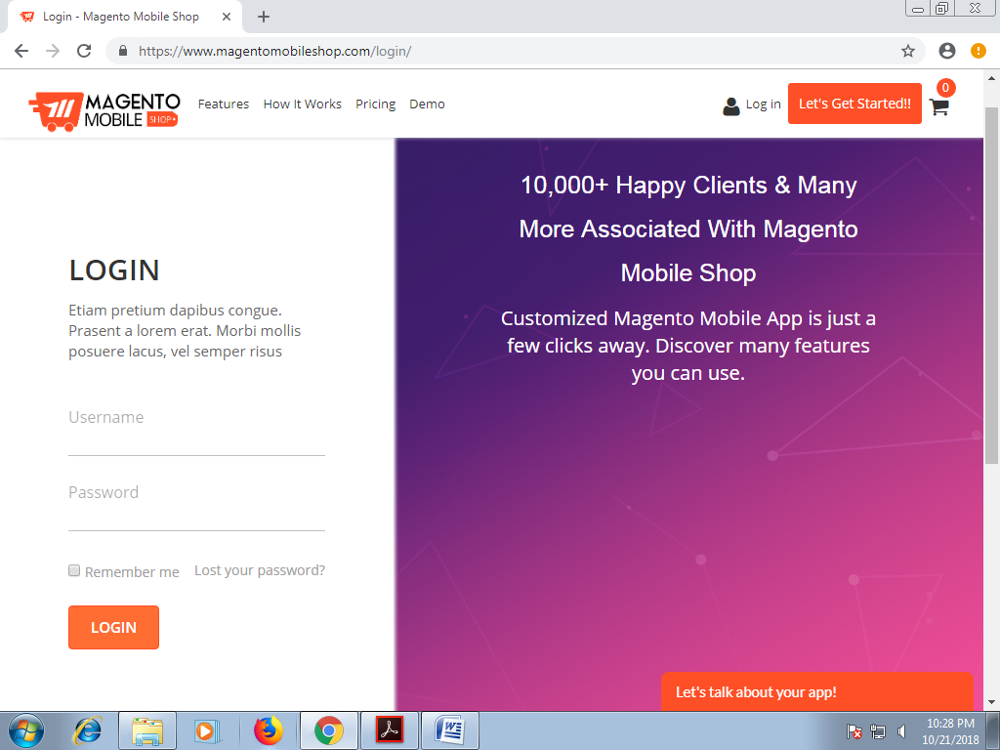 Login - Magento Mobile Shop
https://www.magentomobileshop.com/login/
MAGENTO
MOBILE SHOP
Features How It Works Pricing Demo
Log in
Let's Get Started!!
0
LOGIN
Etiam pretium dapibus congue.
Prasent a lorem erat. Morbi mollis
posuere lacus, vel semper risus
Username
Password
Remember me Lost your password?
LOGIN
10,000+ Happy Clients & Many
More Associated With Magento
Mobile Shop
Customized Magento Mobile App is just a
few clicks away. Discover many features
you can use.
Let's talk about your app!
10:28 PM
10/21/2018